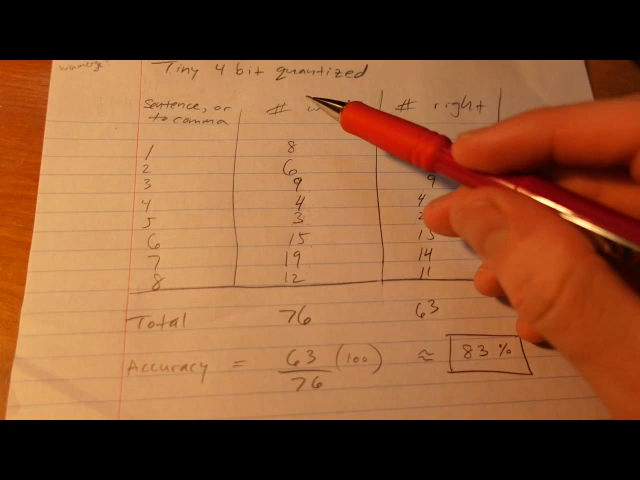 Tiny 4 bit quantized
Sentence, or # # right
to comma
1 8
2 6
3 9 9
4 4 4
5 3
6 15 15
7 19 14
8 12 11
Total 76 63
Accuracy = 63/76 (100) ≈ 83%